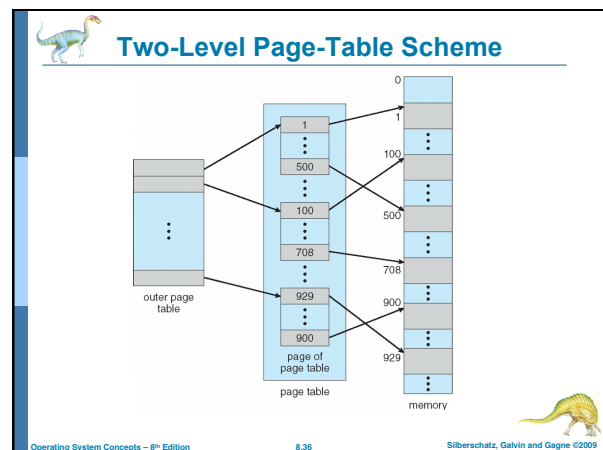 Two-Level Page-Table Scheme
0
1
100
500
708
900
929
1
500
100
708
929
900
outer page
table
page of
page table
page table
memory
Operating System Concepts – 8th Edition
8.36
Silberschatz, Galvin and Gagne ©2009